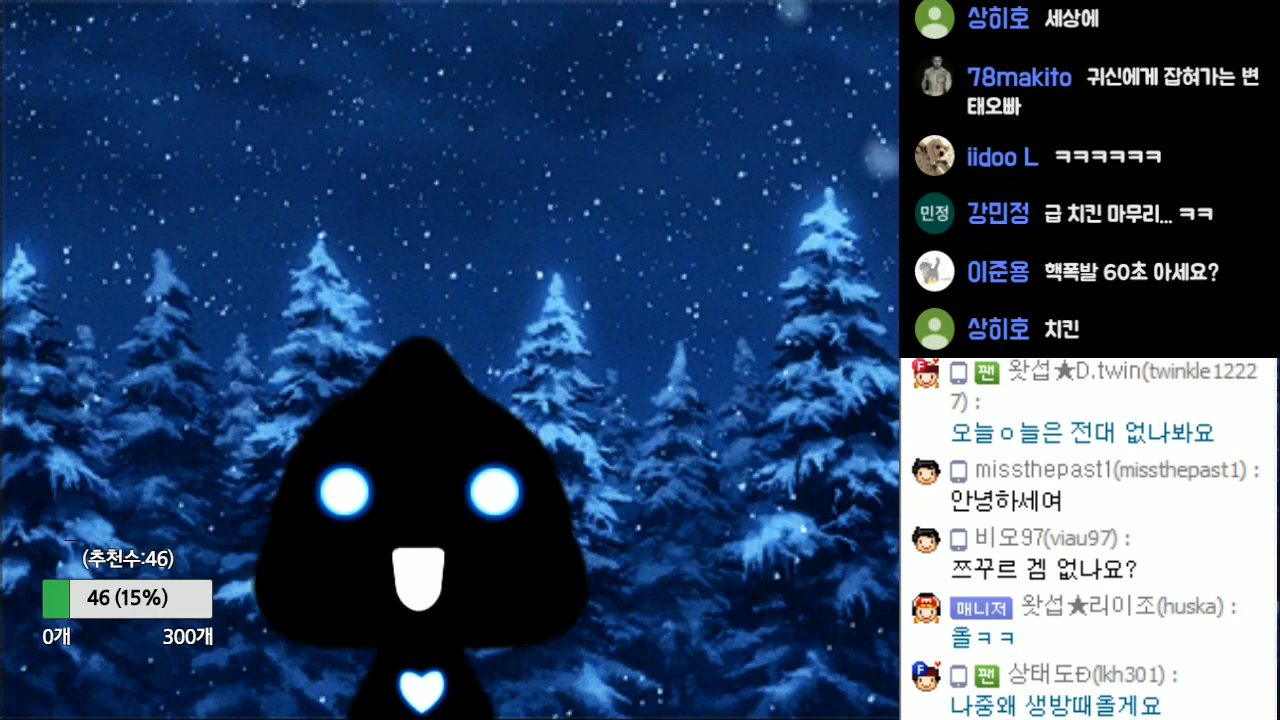 (추천수:46)
46 (15%)
0개 300개
상히호 세상에
78makito 귀신에게 잡혀가는 변
태오빠
iidoo L ㅋㅋㅋㅋㅋㅋ
민정 강민정 급 치킨 마무리... ㅋㅋ
이준용 핵폭발 60초 아세요?
상히호 치킨
팬 왓섭★D.twin(twinkle1222
7) :
오늘ㅇ늘은 전대 없나봐요
missthepast1(missthepast1) :
안녕하세여
비오97(viau97) :
쯔꾸르 겜 없나요?
매니저 왓섭★리이조(huska) :
올ㅋㅋ
팬 상태도Ð(lkh301) :
나중왜 생방때올게요